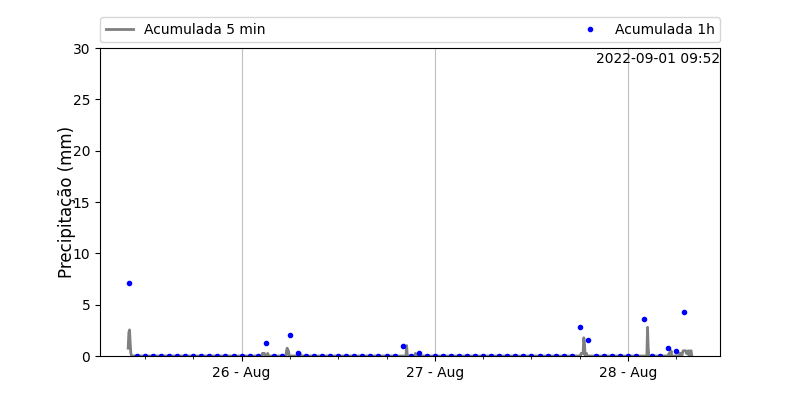 Acumulada 5 min
Acumulada 1h
2022-09-01 09:52
Precipitação (mm)
30
25
20
15
10
5
0
26 - Aug
27 - Aug
28 - Aug